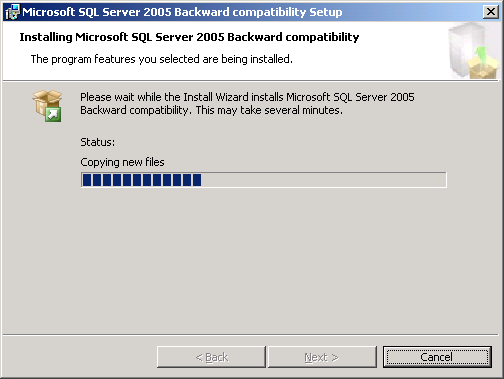 Microsoft SQL Server 2005 Backward compatibility Setup
Installing Microsoft SQL Server 2005 Backward compatibility
The program features you selected are being installed.
Please wait while the Install Wizard installs Microsoft SQL Server 2005
Backward compatibility. This may take several minutes.
Status:
Copying new files
< Back
Next >
Cancel